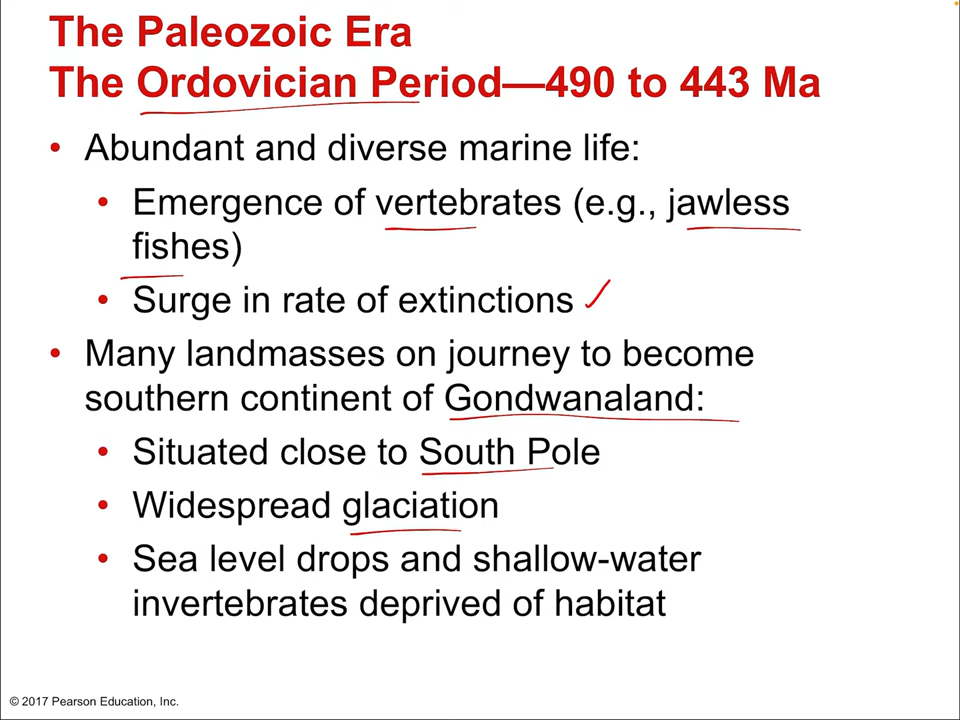 The Paleozoic Era
The Ordovician Period—490 to 443 Ma
• Abundant and diverse marine life:
• Emergence of vertebrates (e.g., jawless
fishes)
• Surge in rate of extinctions
• Many landmasses on journey to become
southern continent of Gondwanaland:
• Situated close to South Pole
• Widespread glaciation
• Sea level drops and shallow-water
invertebrates deprived of habitat
© 2017 Pearson Education, Inc.